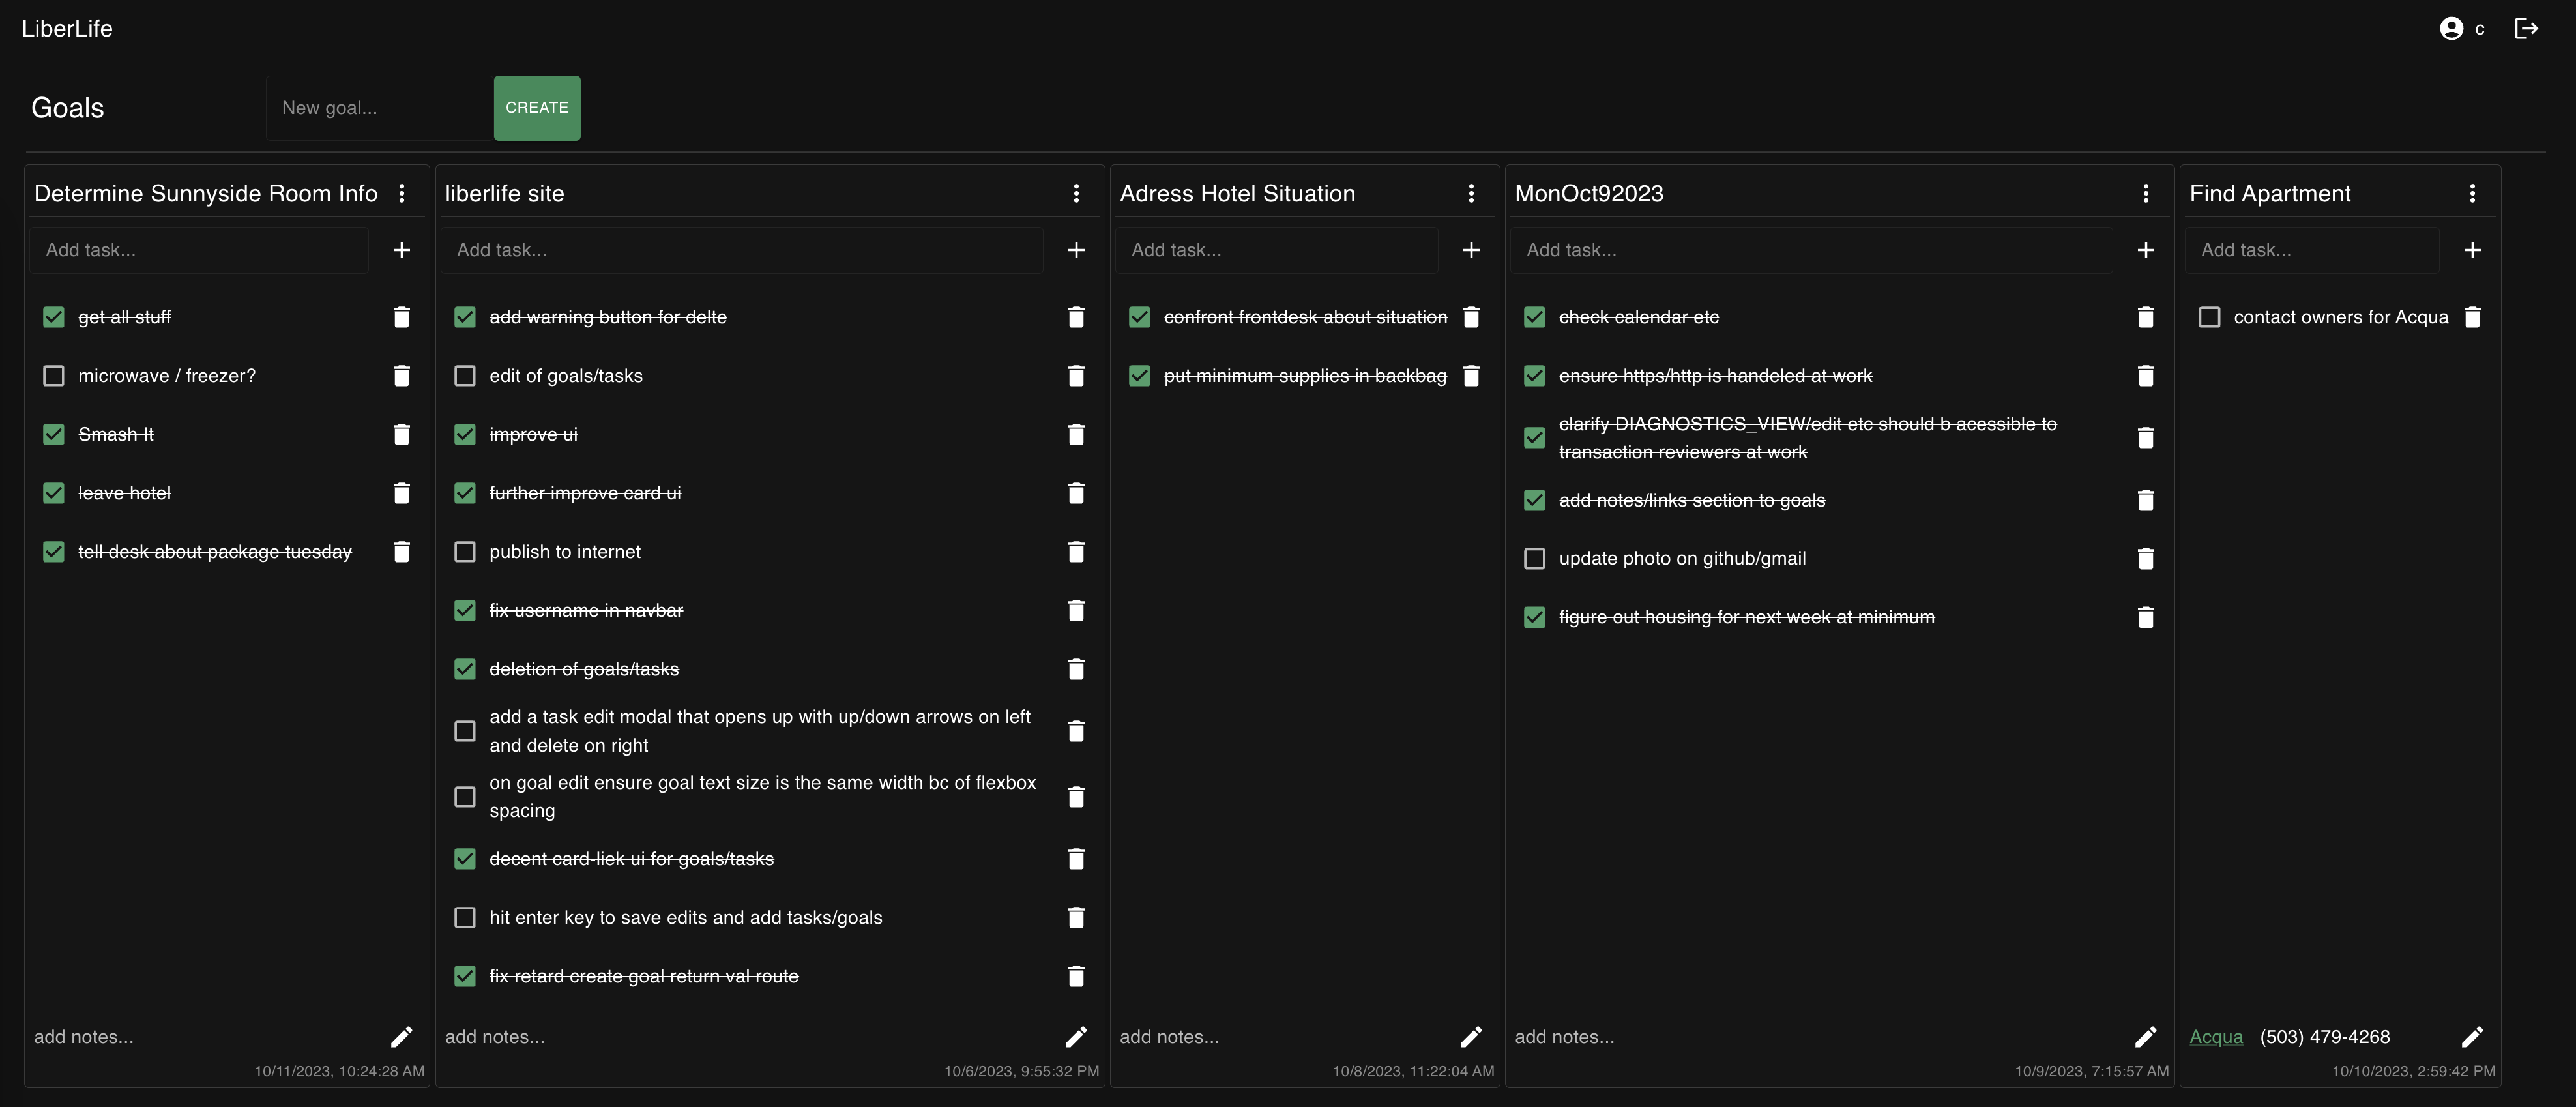 LiberLife
c
Goals
New goal...
CREATE
Determine Sunnyside Room Info
Add task...
get all stuff
microwave / freezer?
Smash It
leave hotel
tell desk about package tuesday
add notes...
10/11/2023, 10:24:28 AM
liberlife site
Add task...
add warning button for delte
edit of goals/tasks
improve ui
further improve card ui
publish to internet
fix username in navbar
deletion of goals/tasks
add a task edit modal that opens up with up/down arrows on left
and delete on right
on goal edit ensure goal text size is the same width bc of flexbox
spacing
decent card-liek ui for goals/tasks
hit enter key to save edits and add tasks/goals
fix retard create goal return val route
add notes...
10/6/2023, 9:55:32 PM
Adress Hotel Situation
Add task...
confront frontdesk about situation
put minimum supplies in backbag
add notes...
10/8/2023, 11:22:04 AM
MonOct92023
Add task...
check calendar etc
ensure https/http is handeled at work
clarify DIAGNOSTICS_VIEW/edit etc should b acessible to
transaction reviewers at work
add notes/links section to goals
update photo on github/gmail
figure out housing for next week at minimum
add notes...
10/9/2023, 7:15:57 AM
Find Apartment
Add task...
contact owners for Acqua
Acqua (503) 479-4268
10/10/2023, 2:59:42 PM